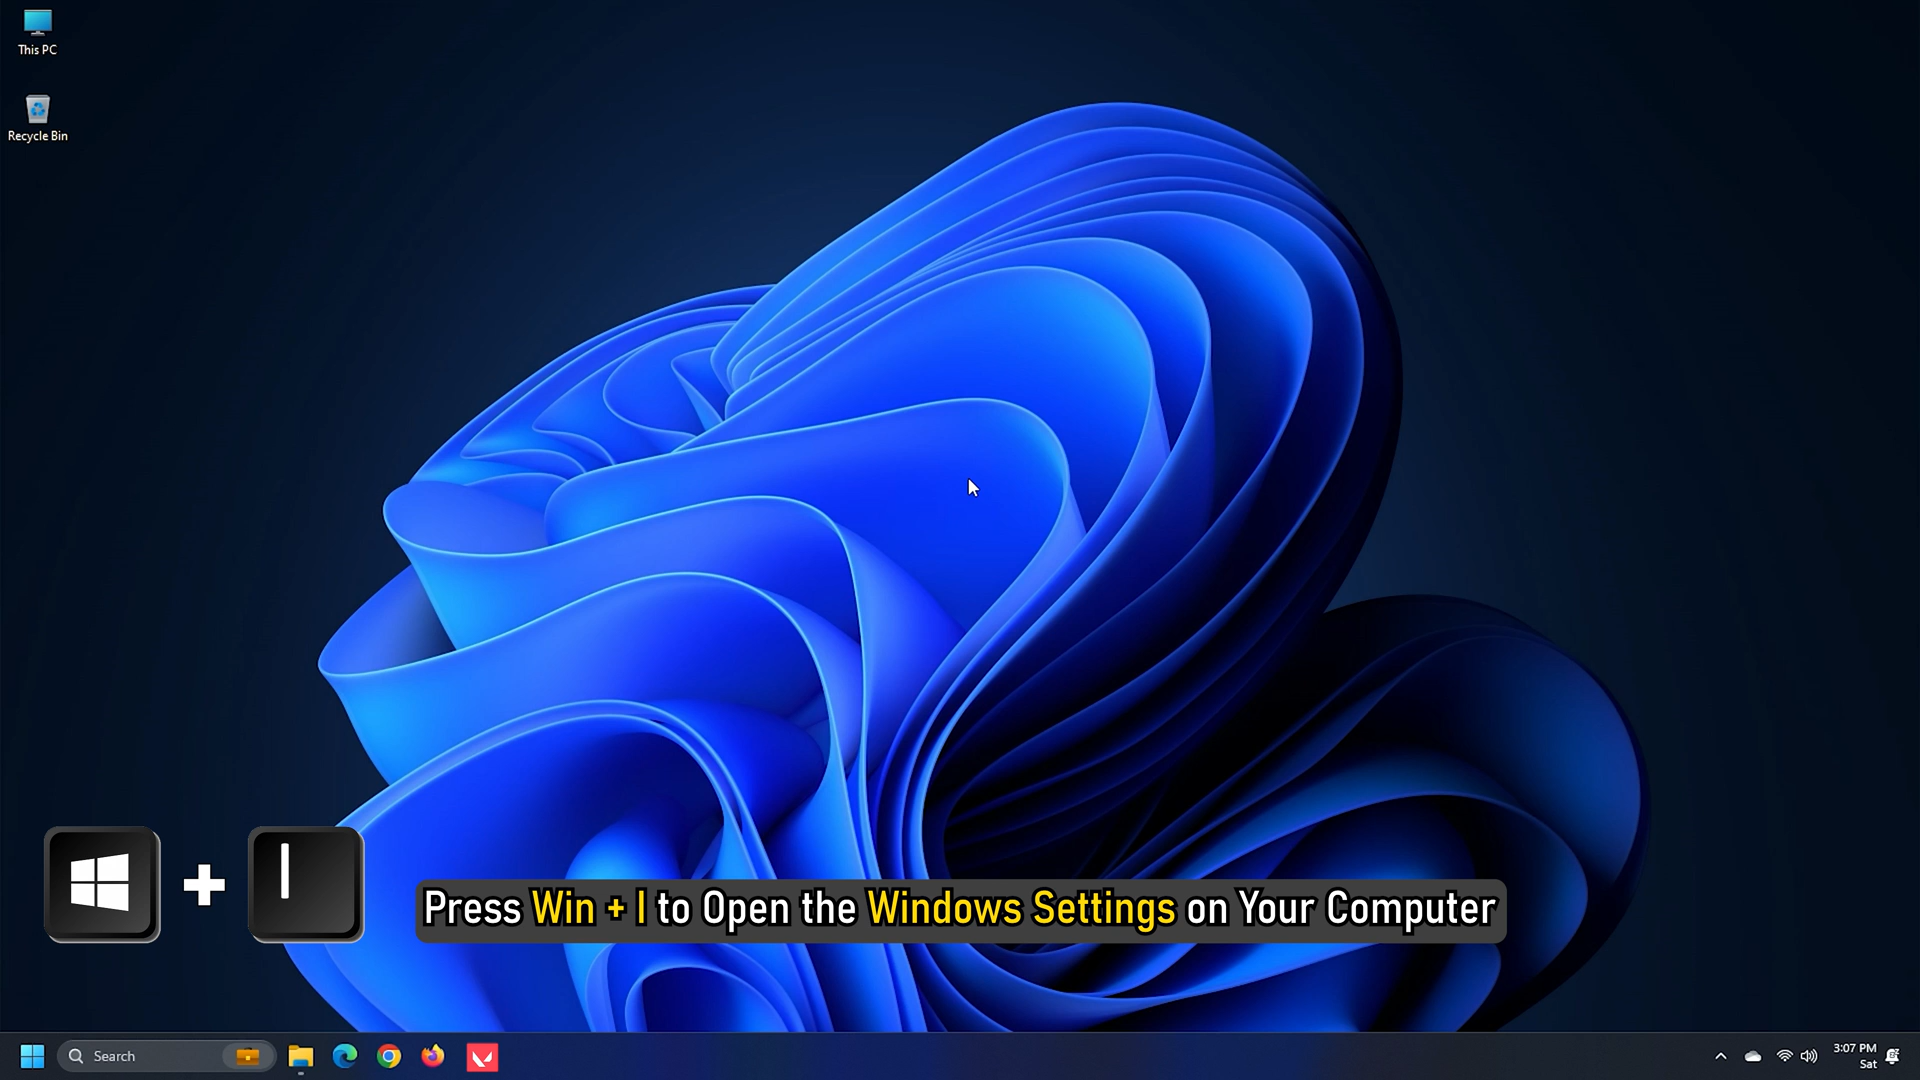 This PC
Recycle Bin
I
Press Win + I to Open the Windows Settings on Your Computer
Search
3:07 PM
Sat